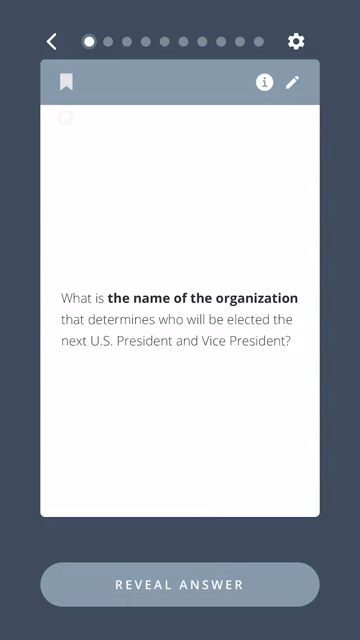 What is the name of the organization
that determines who will be elected the
next U.S. President and Vice President?
REVEAL ANSWER